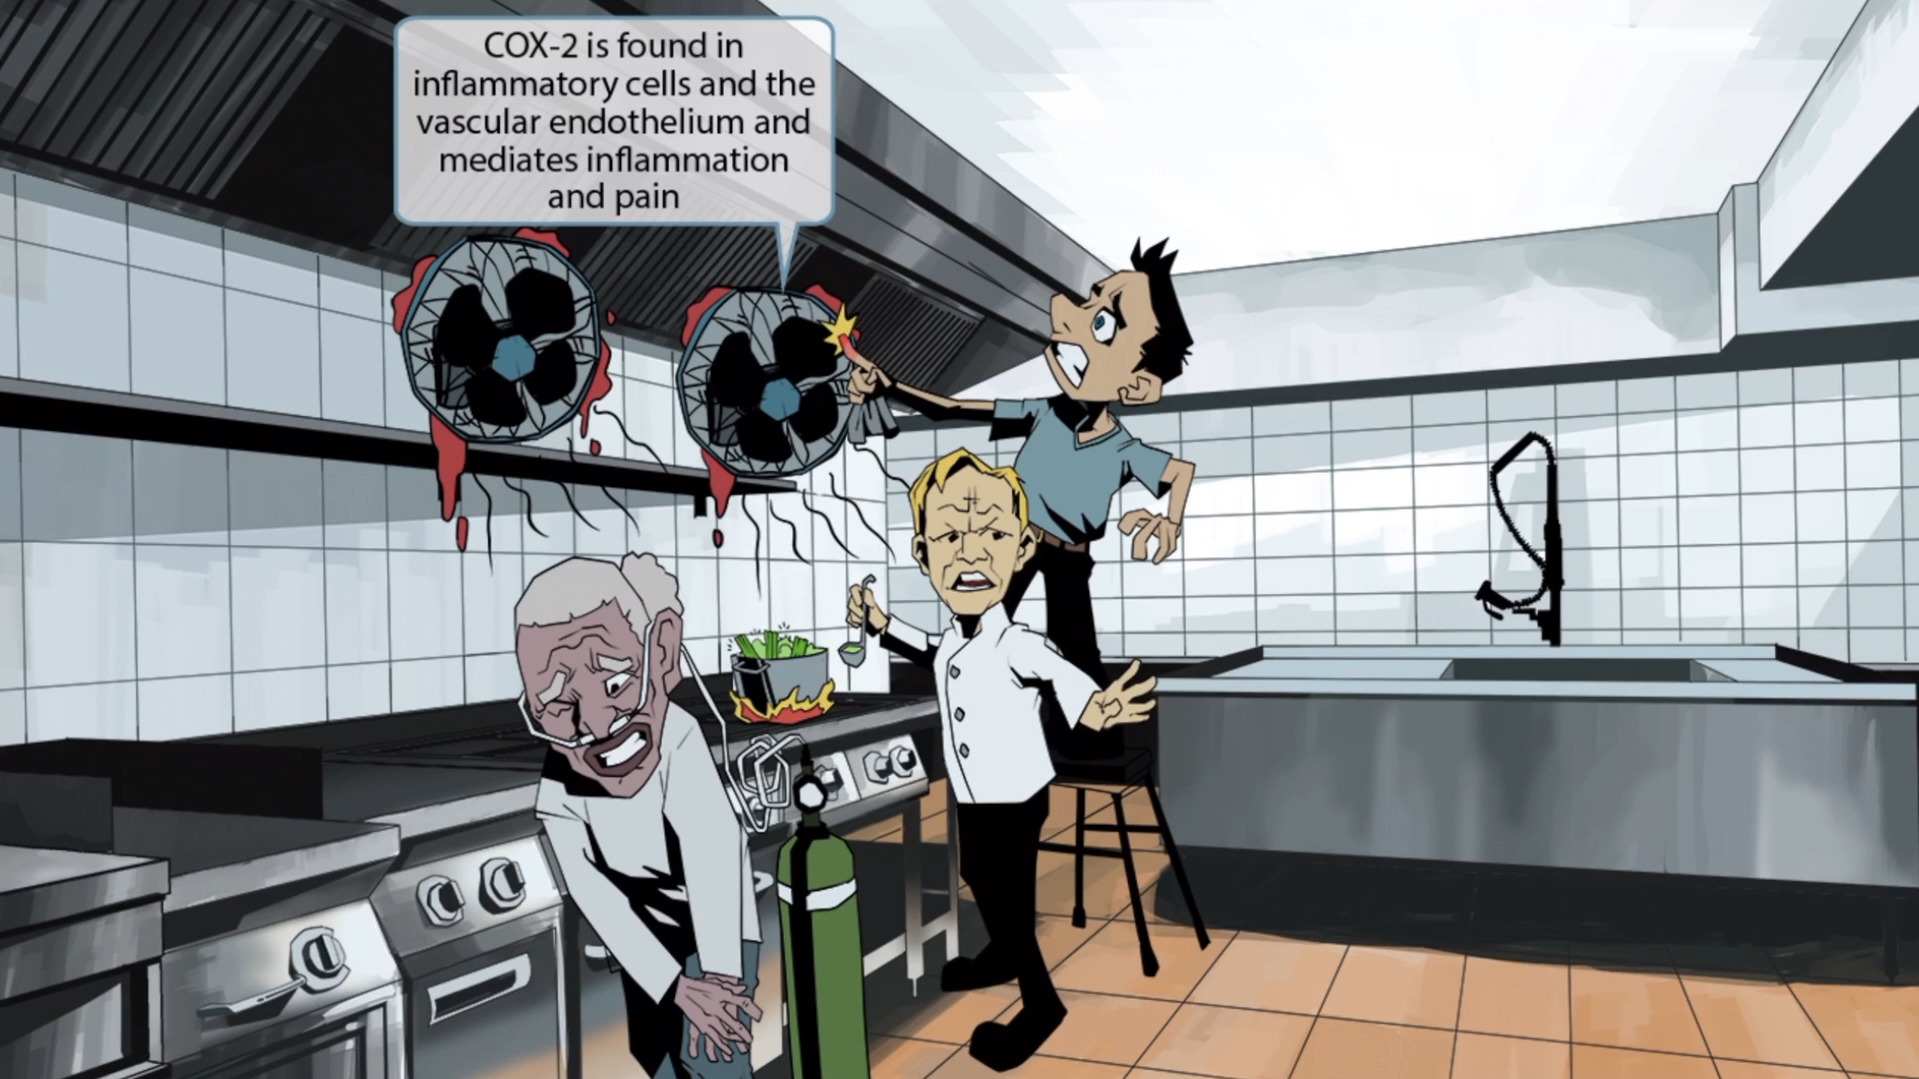 COX-2 is found in
inflammatory cells and the
vascular endothelium and
mediates inflammation
and pain